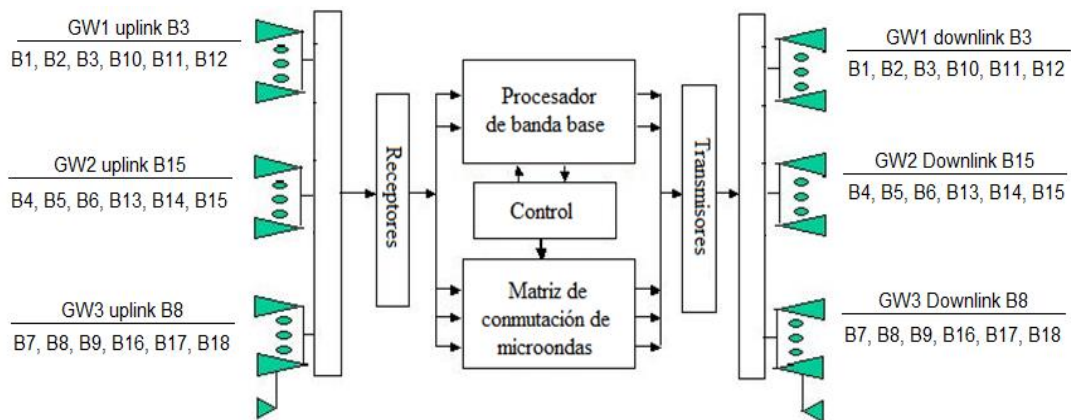 GW1 uplink B3
B1, B2, B3, B10, B11, B12
GW2 uplink B15
B4, B5, B6, B13, B14, B15
GW3 uplink B8
B7, B8, B9, B16, B17, B18
Receptores
Procesador
de banda base
Control
Matriz de
conmutación de
microondas
Transmisores
GW1 downlink B3
B1, B2, B3, B10, B11, B12
GW2 Downlink B15
B4, B5, B6, B13, B14, B15
GW3 Downlink B8
B7, B8, B9, B16, B17, B18